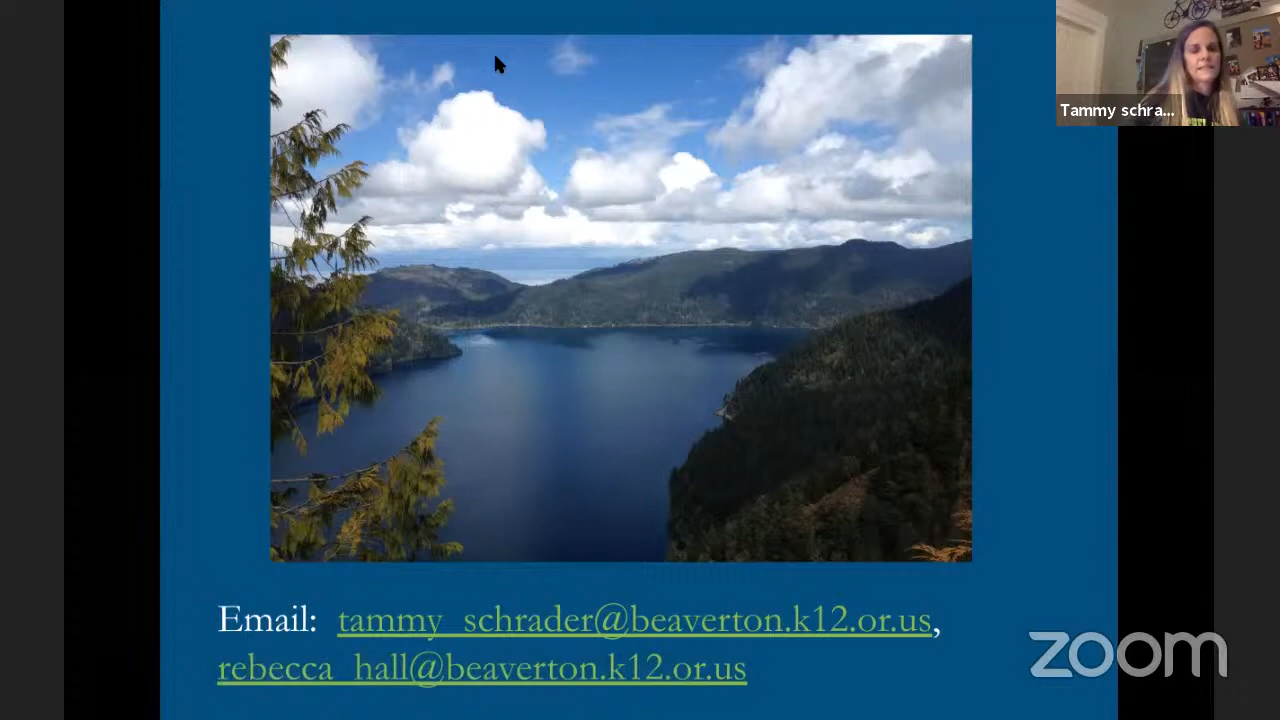 Tammy schra...
Email: tammy_schrader@beaverton.k12.or.us,
rebecca_hall@beaverton.k12.or.us
zoom